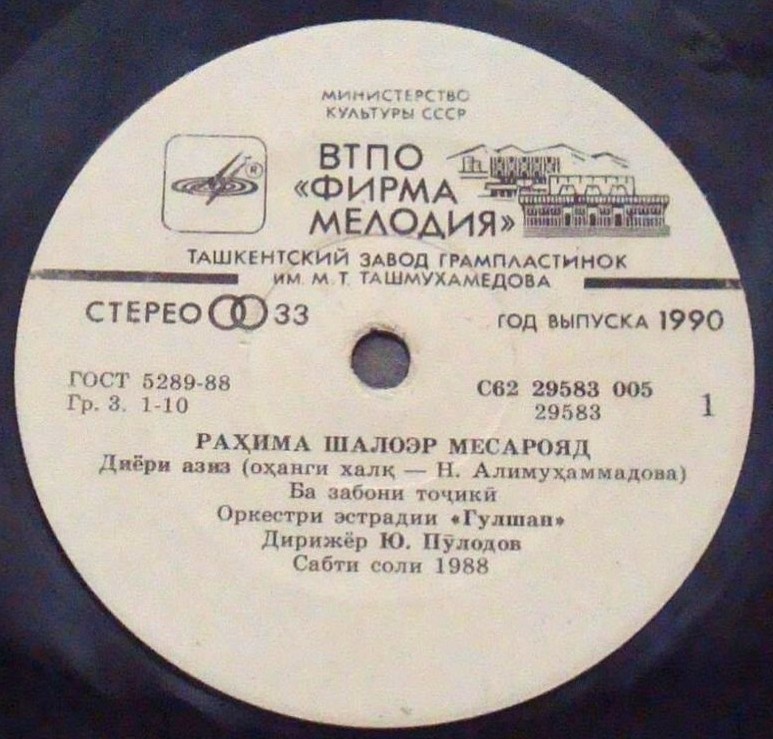 МИНИСТЕРСТВО
КУЛЬТУРЫ СССР
ВТПО
«ФИРМА
МЕЛОДИЯ»
®
ТАШКЕНТСКИЙ ЗАВОД ГРАМПЛАСТИНОК
ИМ. М. Т. ТАШМУХАМЕДОВА
СТЕРЕО 33
ГОД ВЫПУСКА 1990
ГОСТ 5289-88
Гр. 3. 1-10
С62 29583 005
29583
1
РАҲИМА ШАЛОЭР МЕСАРОЯД
Диёри азиз (оҳанги халқ — Н. Алимуҳаммадова)
Ба забони тоҷикӣ
Оркестри эстрадии «Гулшан»
Дирижёр Ю. Пӯлодов
Сабти соли 1988